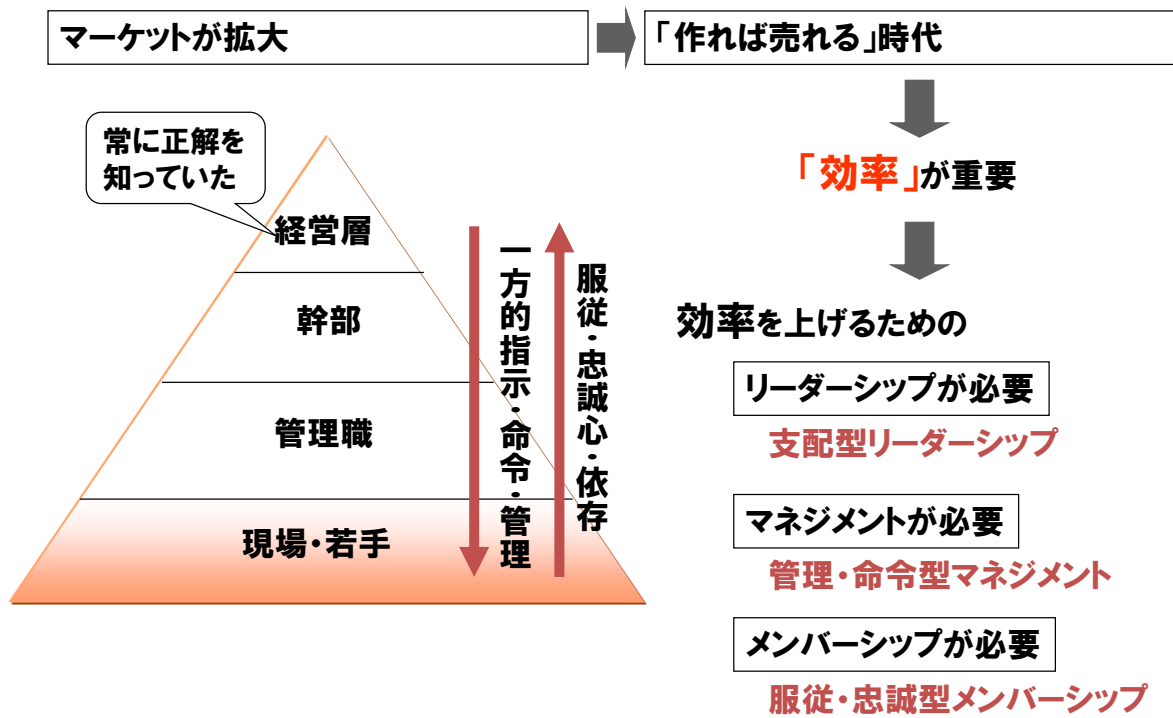 マーケットが拡大
「作れば売れる」時代
常に正解を
知っていた
経営層
幹部
管理職
現場・若手
一方的指示・命令・管理
服従・忠誠心・依存
「効率」が重要
効率を上げるための
リーダーシップが必要
支配型リーダーシップ
マネジメントが必要
管理・命令型マネジメント
メンバーシップが必要
服従・忠誠型メンバーシップ